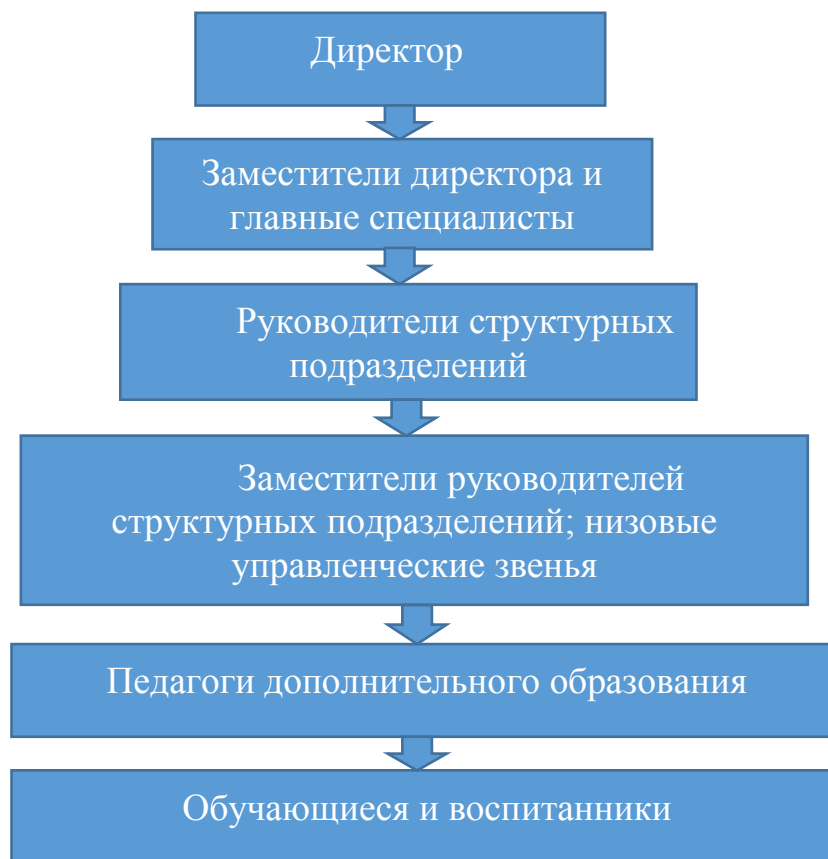 Директор
Заместители директора и
главные специалисты
Руководители структурных
подразделений
Заместители руководителей
структурных подразделений; низовые
управленческие звенья
Педагоги дополнительного образования
Обучающиеся и воспитанники